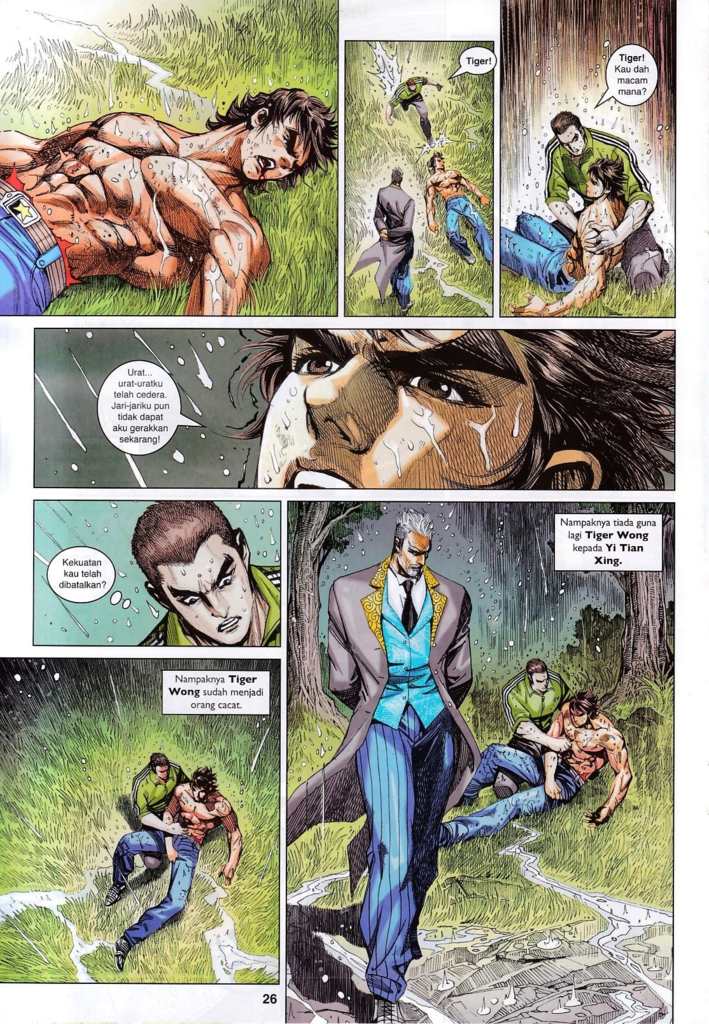 Tiger!
Tiger!
Kau dah
macam
mana?
Urat...
urat-uratku
telah cedera.
Jari-jariku pun
tidak dapat
aku gerakkan
sekarang!
Kekuatan
kau telah
dibatalkan?
Nampaknya tiada guna
lagi Tiger Wong
kepada Yi Tian
Xing.
Nampaknya Tiger
Wong sudah menjadi
orang cacat.
26